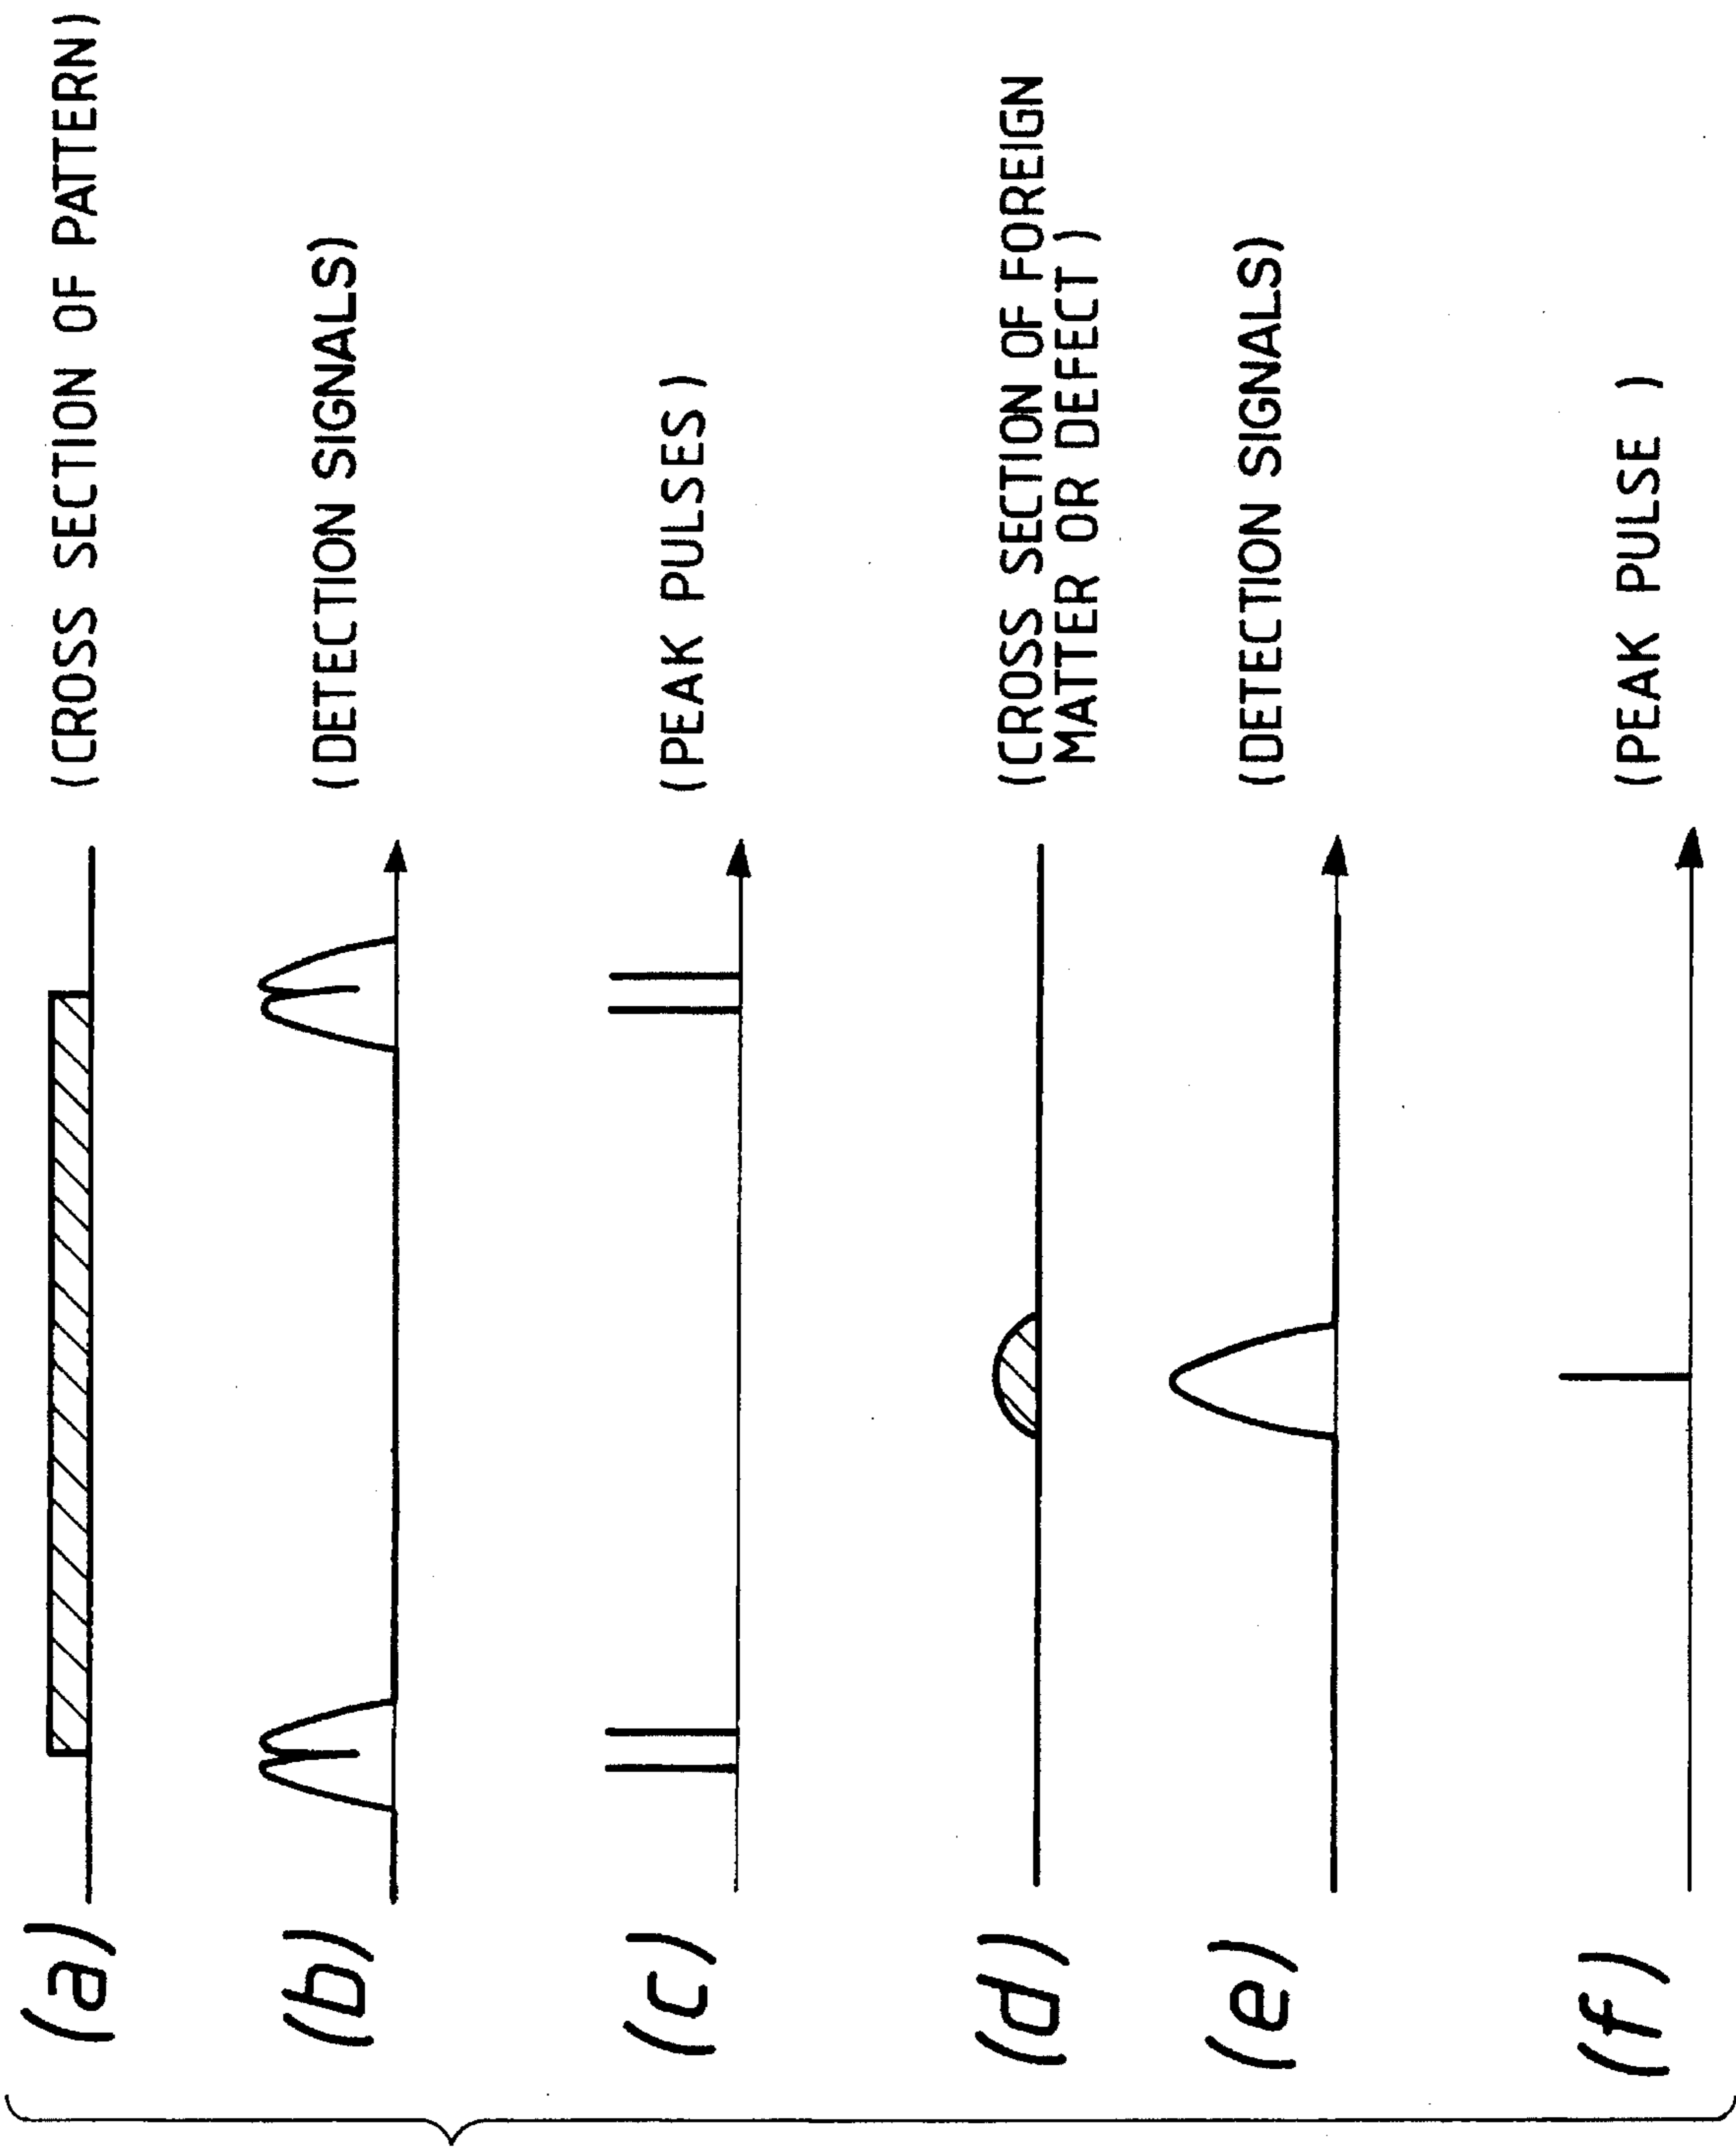 (a) (CROSS SECTION OF PATTERN)
(b) (DETECTION SIGNALS)
(c) (PEAK PULSES)
(d) (CROSS SECTION OF FOREIGN
MATTER OR DEFECT)
(e) (DETECTION SIGNALS)
(f) (PEAK PULSE )